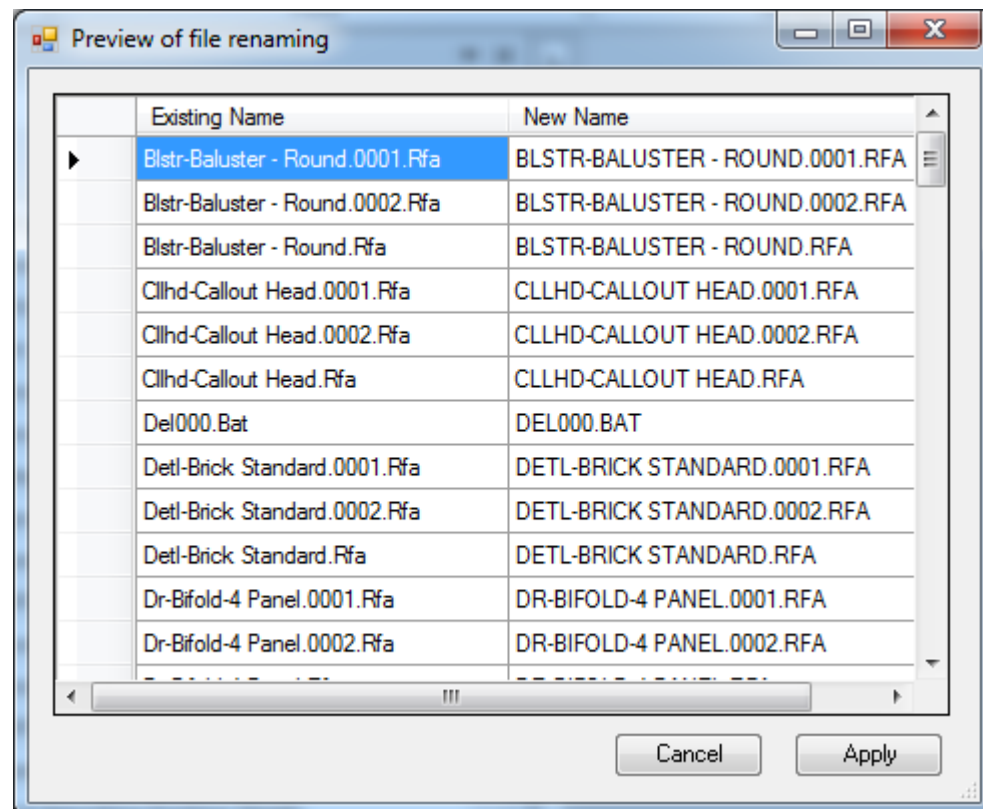 Preview of file renaming
Existing Name New Name
Blstr-Baluster - Round.0001.Rfa BLSTR-BALUSTER - ROUND.0001.RFA
Blstr-Baluster - Round.0002.Rfa BLSTR-BALUSTER - ROUND.0002.RFA
Blstr-Baluster - Round.Rfa BLSTR-BALUSTER - ROUND.RFA
Cllhd-Callout Head.0001.Rfa CLLHD-CALLOUT HEAD.0001.RFA
Cllhd-Callout Head.0002.Rfa CLLHD-CALLOUT HEAD.0002.RFA
Cllhd-Callout Head.Rfa CLLHD-CALLOUT HEAD.RFA
Del000.Bat DEL000.BAT
Detl-Brick Standard.0001.Rfa DETL-BRICK STANDARD.0001.RFA
Detl-Brick Standard.0002.Rfa DETL-BRICK STANDARD.0002.RFA
Detl-Brick Standard.Rfa DETL-BRICK STANDARD.RFA
Dr-Bifold-4 Panel.0001.Rfa DR-BIFOLD-4 PANEL.0001.RFA
Dr-Bifold-4 Panel.0002.Rfa DR-BIFOLD-4 PANEL.0002.RFA
Cancel Apply